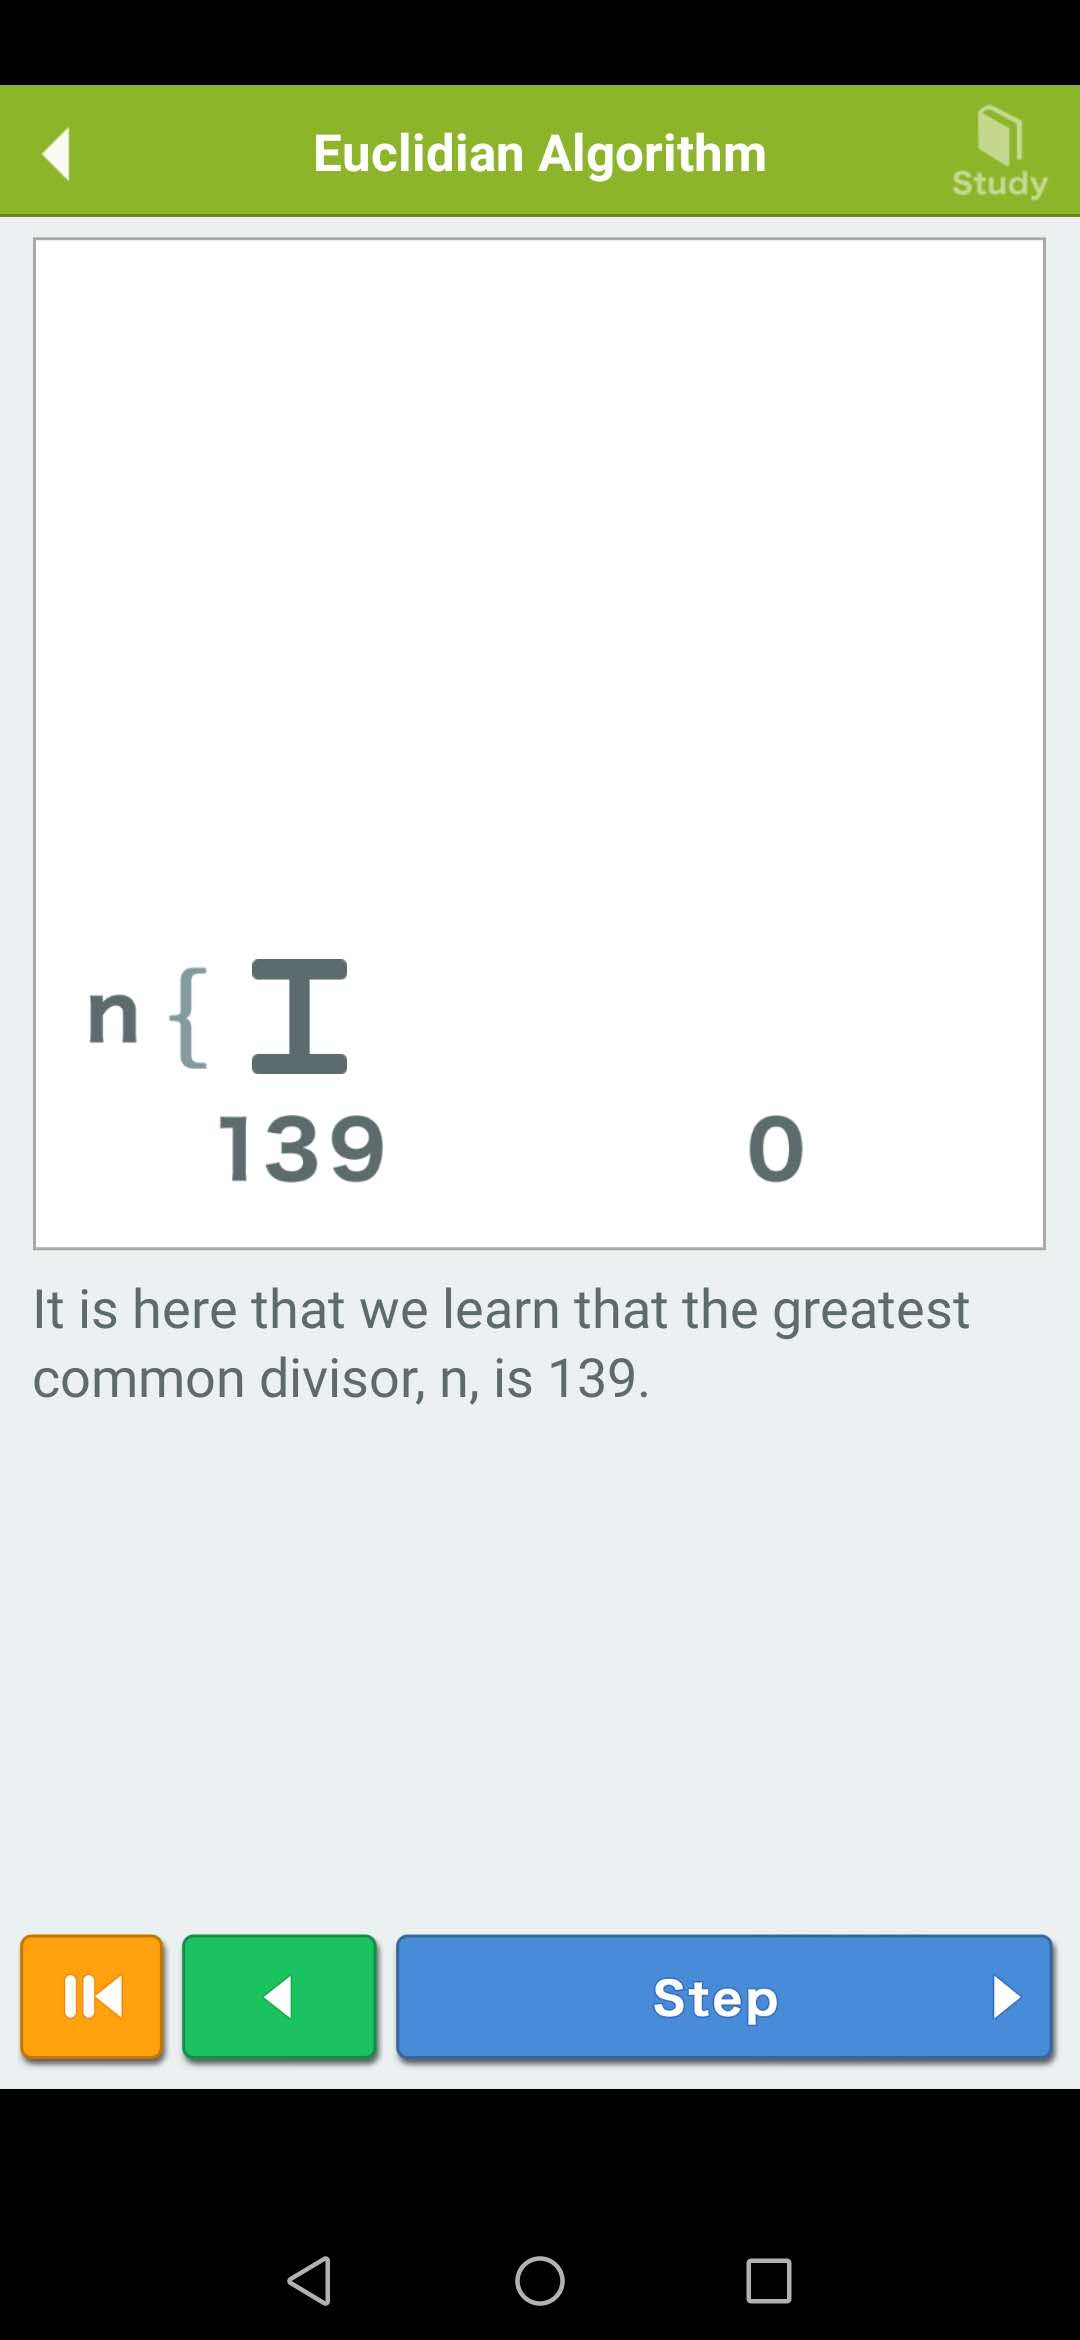 Euclidian Algorithm
Study
n {
139 0
It is here that we learn that the greatest
common divisor, n, is 139.
Step